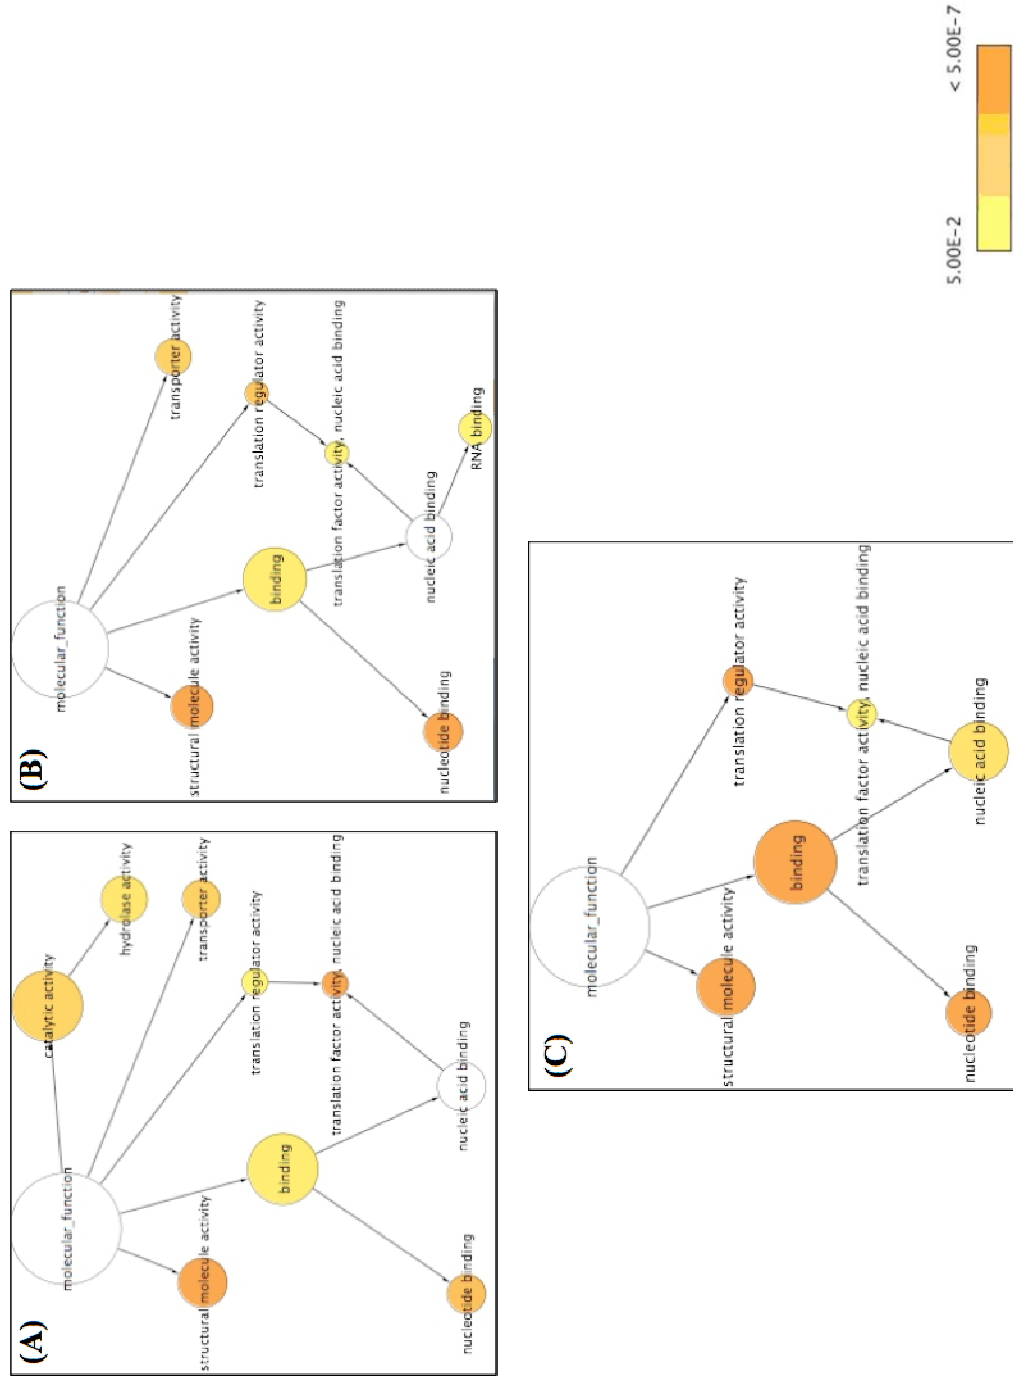 (A)
molecular_function
catalytic activity
hydrolase activity
transporter activity
structural molecule activity
translation regulator activity
binding
translation factor activity, nucleic acid binding
nucleotide binding
nucleic acid binding
(B)
molecular_function
transporter activity
structural molecule activity
translation regulator activity
binding
translation factor activity, nucleic acid binding
nucleotide binding
nucleic acid binding
RNA binding
(C)
molecular_function
structural molecule activity
translation regulator activity
binding
translation factor activity, nucleic acid binding
nucleotide binding
nucleic acid binding
5.00E-2
< 5.00E-7